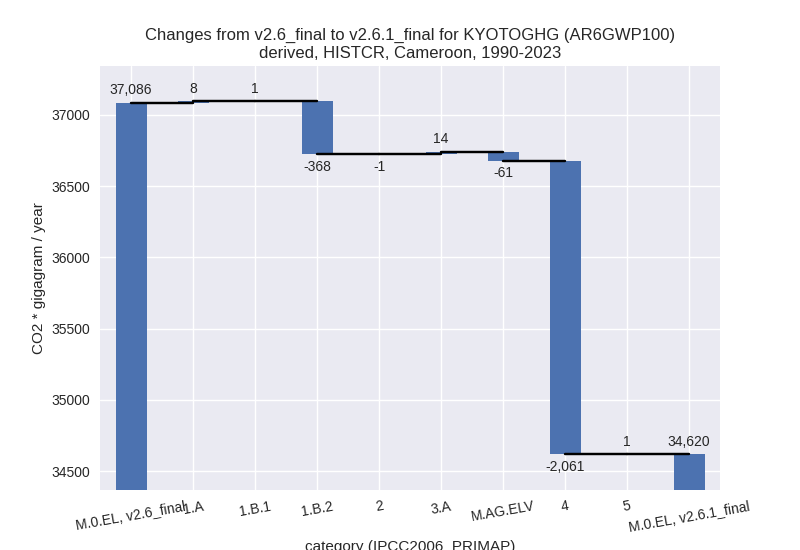 Changes from v2.6_final to v2.6.1_final for KYOTOGHG (AR6GWP100)
derived, HISTCR, Cameroon, 1990-2023
37,086
8
1
-368
-1
14
-61
-2,061
1
34,620
37000
36500
36000
35500
35000
34500
CO2 * gigagram / year
M.0.EL, v2.6_final
1.A
1.B.1
1.B.2
2
3.A
M.AG.ELV
4
5
M.0.EL, v2.6.1_final
category (IPCC2006_PRIMAP)